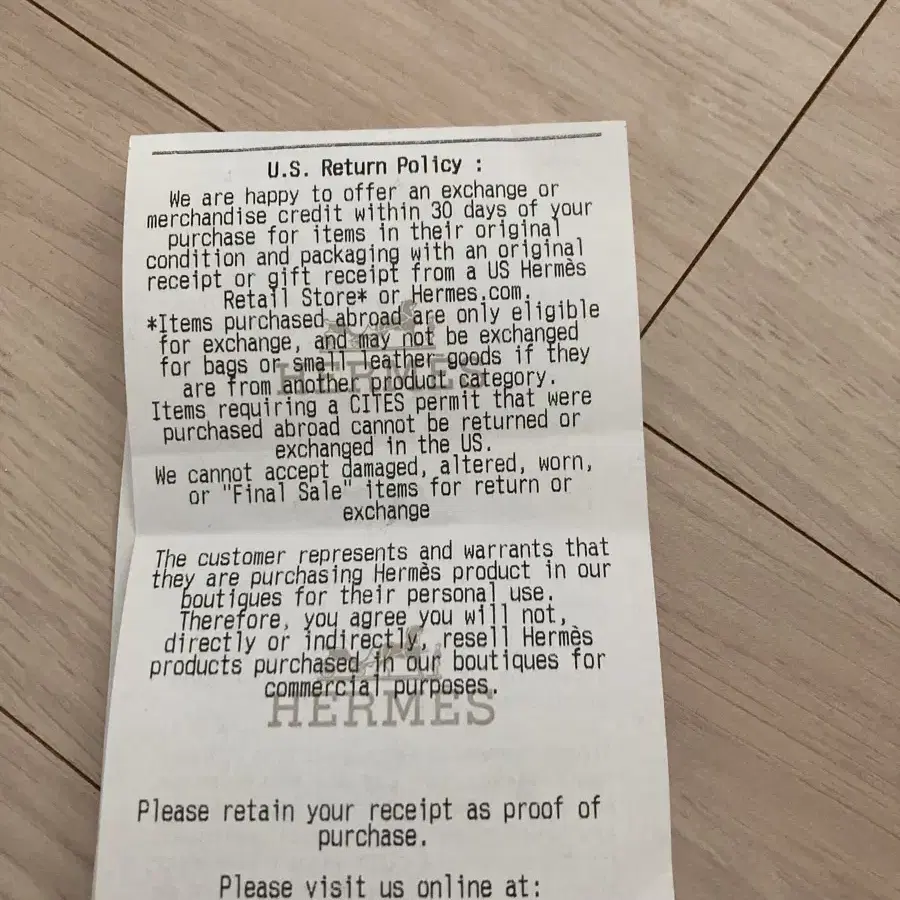 U.S. Return Policy :
We are happy to offer an exchange or
merchandise credit within 30 days of your
purchase for items in their original
condition and packaging with an original
receipt or gift receipt from a US Hermès
Retail Store* or Hermes.com.
*Items purchased abroad are only eligible
for exchange, and may not be exchanged
for bags or small leather goods if they
are from another product category.
Items requiring a CITES permit that were
purchased abroad cannot be returned or
exchanged in the US.
We cannot accept damaged, altered, worn,
or "Final Sale" items for return or
exchange
The customer represents and warrants that
they are purchasing Hermès product in our
boutiques for their personal use.
Therefore, you agree you will not,
directly or indirectly, resell Hermès
products purchased in our boutiques for
commercial purposes.
HERMES
Please retain your receipt as proof of
purchase.
Please visit us online at:
HERMES